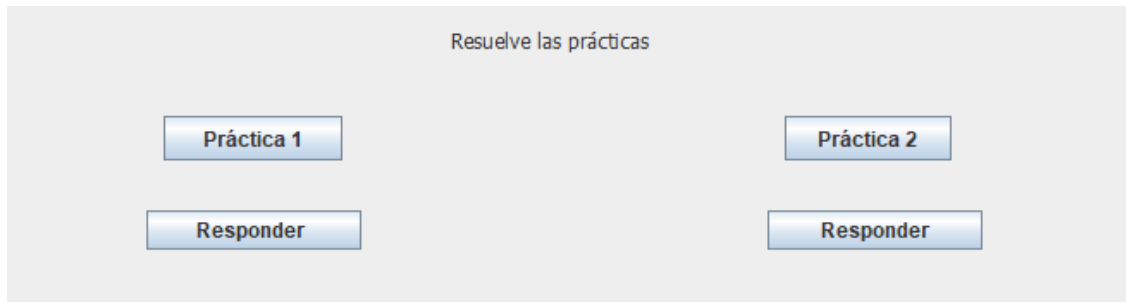 Resuelve las prácticas
Práctica 1
Práctica 2
Responder
Responder